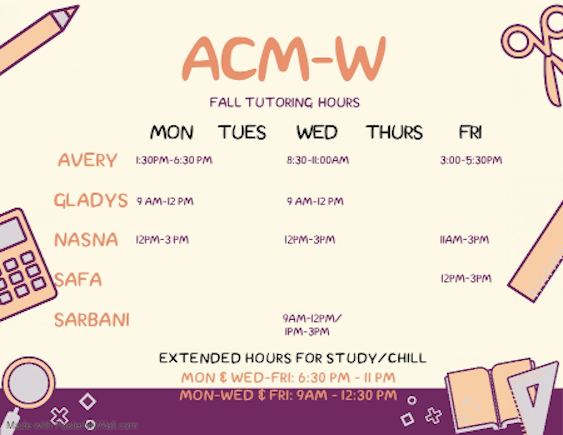 ACM-W
FALL TUTORING HOURS
MON TUES WED THURS FRI
AVERY 1:30PM-6:30 PM 8:30-11:00AM 3:00-5:30PM
GLADYS 9 AM-12 PM 9 AM-12 PM
NASNA 12PM-3 PM 12PM-3PM 11AM-3PM
SAFA 12PM-3PM
SARBANI 9AM-12PM/
1PM-3PM
EXTENDED HOURS FOR STUDY/CHILL
MON & WED-FRI: 6:30 PM - 11 PM
MON-WED & FRI: 9AM - 12:30 PM